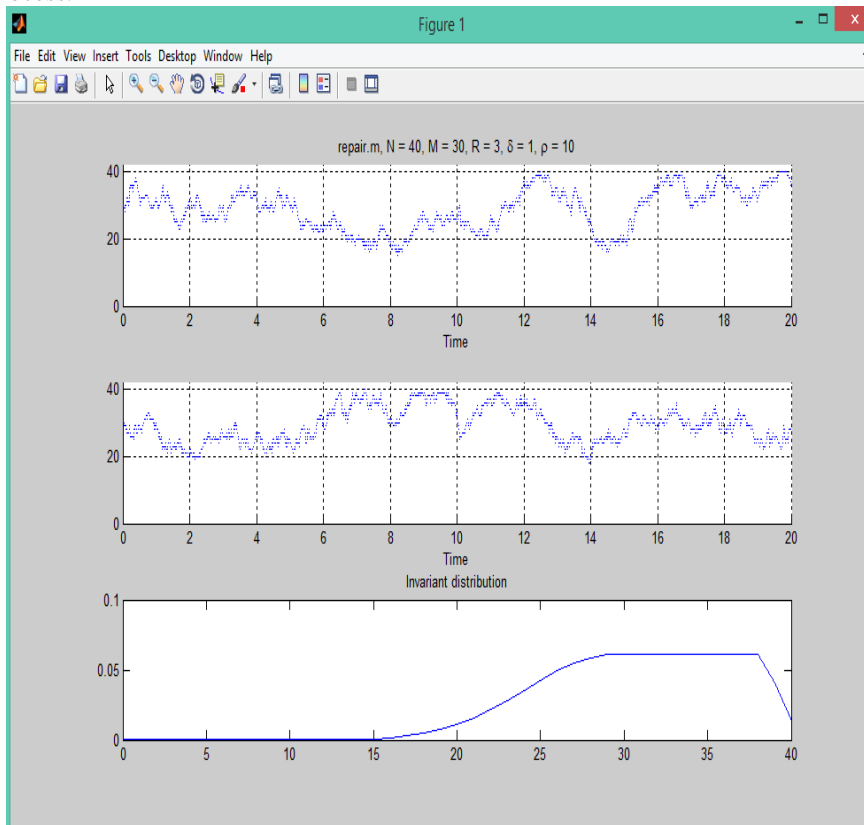 Figure 1
File Edit View Insert Tools Desktop Window Help
repair.m, N = 40, M = 30, R = 3, δ = 1, ρ = 10
40
20
0
0 2 4 6 8 10 12 14 16 18 20
Time
40
20
0
0 2 4 6 8 10 12 14 16 18 20
Time
Invariant distribution
0.1
0.05
0
0 5 10 15 20 25 30 35 40